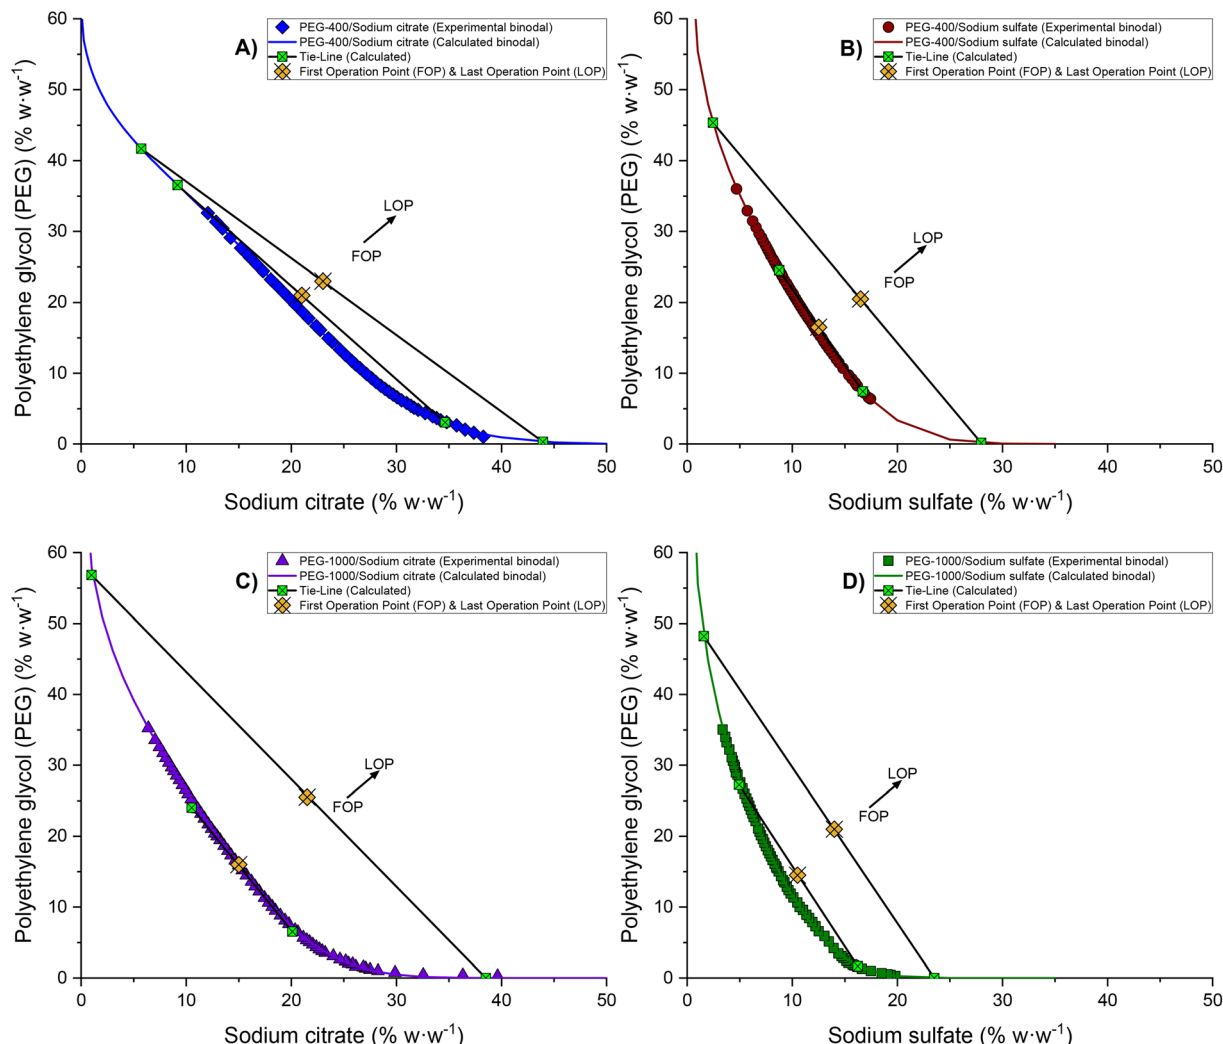 A)
PEG-400/Sodium citrate (Experimental binodal)
PEG-400/Sodium citrate (Calculated binodal)
Tie-Line (Calculated)
First Operation Point (FOP) & Last Operation Point (LOP)
Polyethylene glycol (PEG) (% w·w⁻¹)
60
50
40
30
20
10
0
LOP
FOP
0 10 20 30 40 50
Sodium citrate (% w·w⁻¹)
B)
PEG-400/Sodium sulfate (Experimental binodal)
PEG-400/Sodium sulfate (Calculated binodal)
Tie-Line (Calculated)
First Operation Point (FOP) & Last Operation Point (LOP)
Polyethylene glycol (PEG) (% w·w⁻¹)
60
50
40
30
20
10
0
LOP
FOP
0 10 20 30 40 50
Sodium sulfate (% w·w⁻¹)
C)
PEG-1000/Sodium citrate (Experimental binodal)
PEG-1000/Sodium citrate (Calculated binodal)
Tie-Line (Calculated)
First Operation Point (FOP) & Last Operation Point (LOP)
Polyethylene glycol (PEG) (% w·w⁻¹)
60
50
40
30
20
10
0
LOP
FOP
0 10 20 30 40 50
Sodium citrate (% w·w⁻¹)
D)
PEG-1000/Sodium sulfate (Experimental binodal)
PEG-1000/Sodium sulfate (Calculated binodal)
Tie-Line (Calculated)
First Operation Point (FOP) & Last Operation Point (LOP)
Polyethylene glycol (PEG) (% w·w⁻¹)
60
50
40
30
20
10
0
LOP
FOP
0 10 20 30 40 50
Sodium sulfate (% w·w⁻¹)